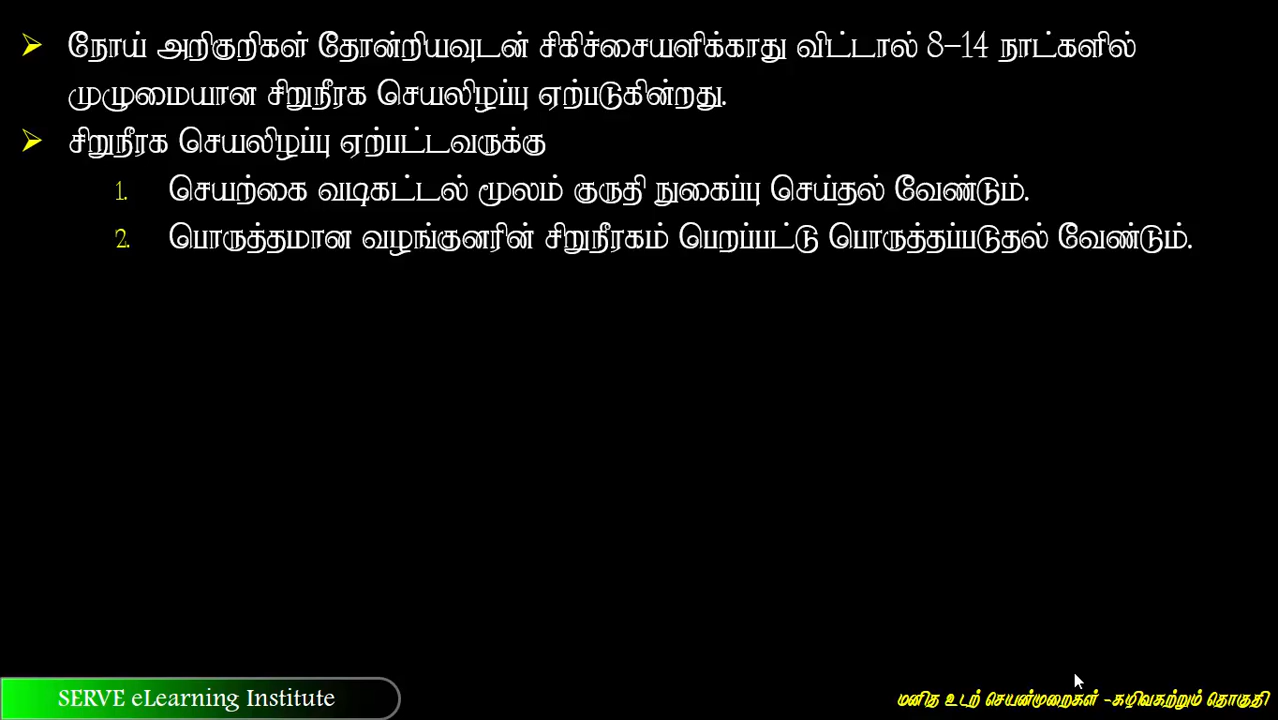 நோய் அறிகுறிகள் தோன்றியவுடன் சிகிச்சையளிக்காது விட்டால் 8–14 நாட்களில்
முழுமையான சிறுநீரக செயலிழப்பு ஏற்படுகின்றது.
சிறுநீரக செயலிழப்பு ஏற்பட்டவருக்கு
1. செயற்கை வடிகட்டல் மூலம் குருதி நுகைப்பு செய்தல் வேண்டும்.
2. பொருத்தமான வழங்குனரின் சிறுநீரகம் பெறப்பட்டு பொருத்தப்படுதல் வேண்டும்.
SERVE eLearning Institute
மனித உடற் செயன்முறைகள் -கழிவகற்றும் தொகுதி